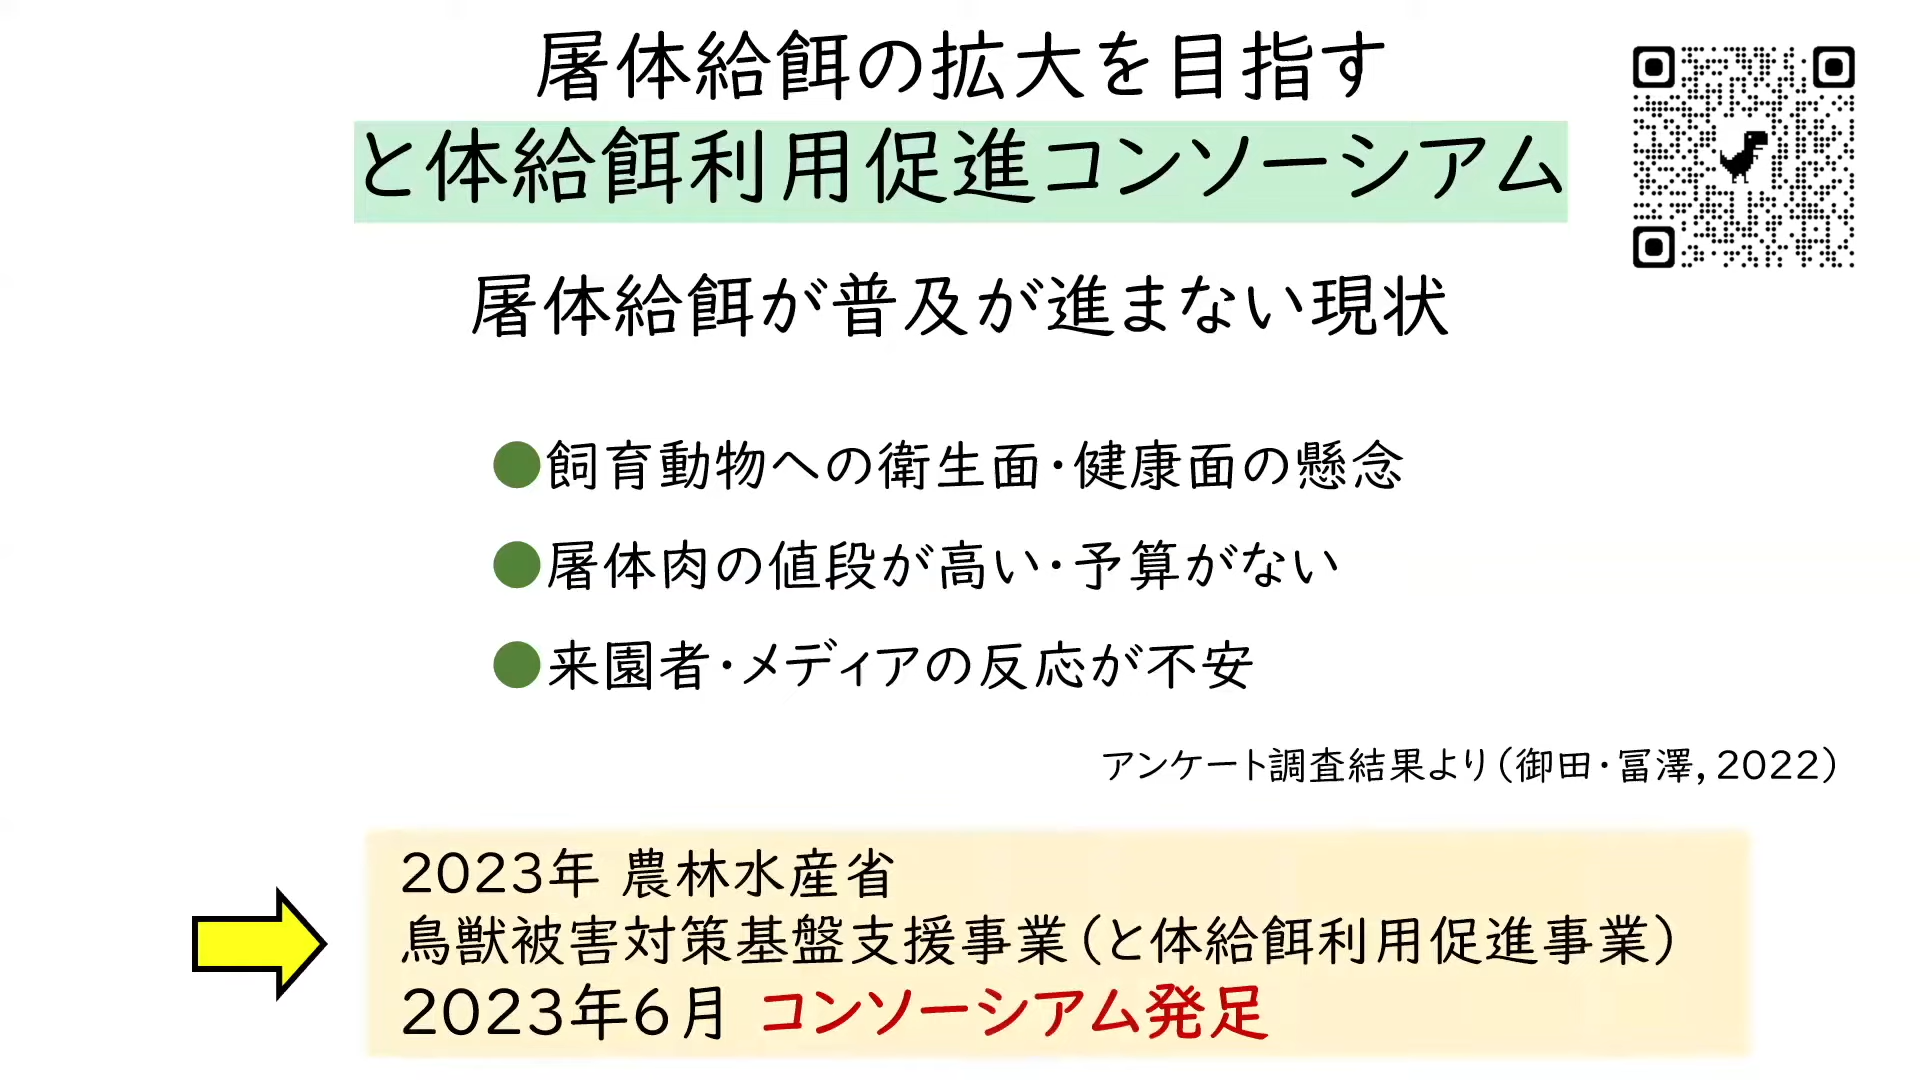 屠体給餌の拡大を目指す
と体給餌利用促進コンソーシアム
屠体給餌が普及が進まない現状
●飼育動物への衛生面・健康面の懸念
●屠体肉の値段が高い・予算がない
●来園者・メディアの反応が不安
アンケート調査結果より(御田・冨澤, 2022)
2023年 農林水産省
鳥獣被害対策基盤支援事業(と体給餌利用促進事業)
2023年6月 コンソーシアム発足